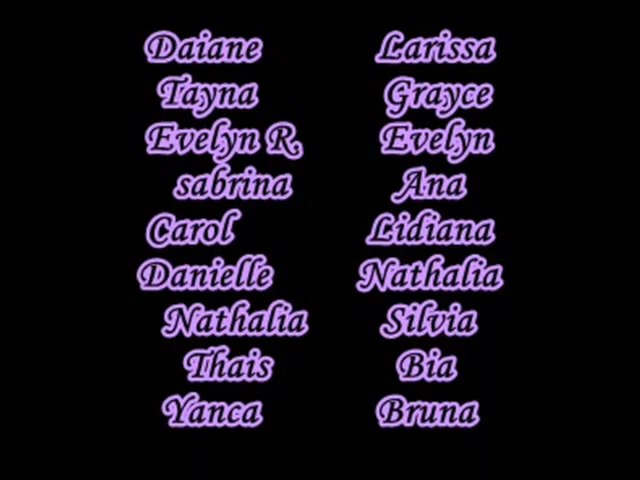 Daiane Larissa
Tayna Grayce
Evelyn R. Evelyn
sabrina Ana
Carol Lidiana
Danielle Nathalia
Nathalia Silvia
Thais Bia
Yanca Bruna